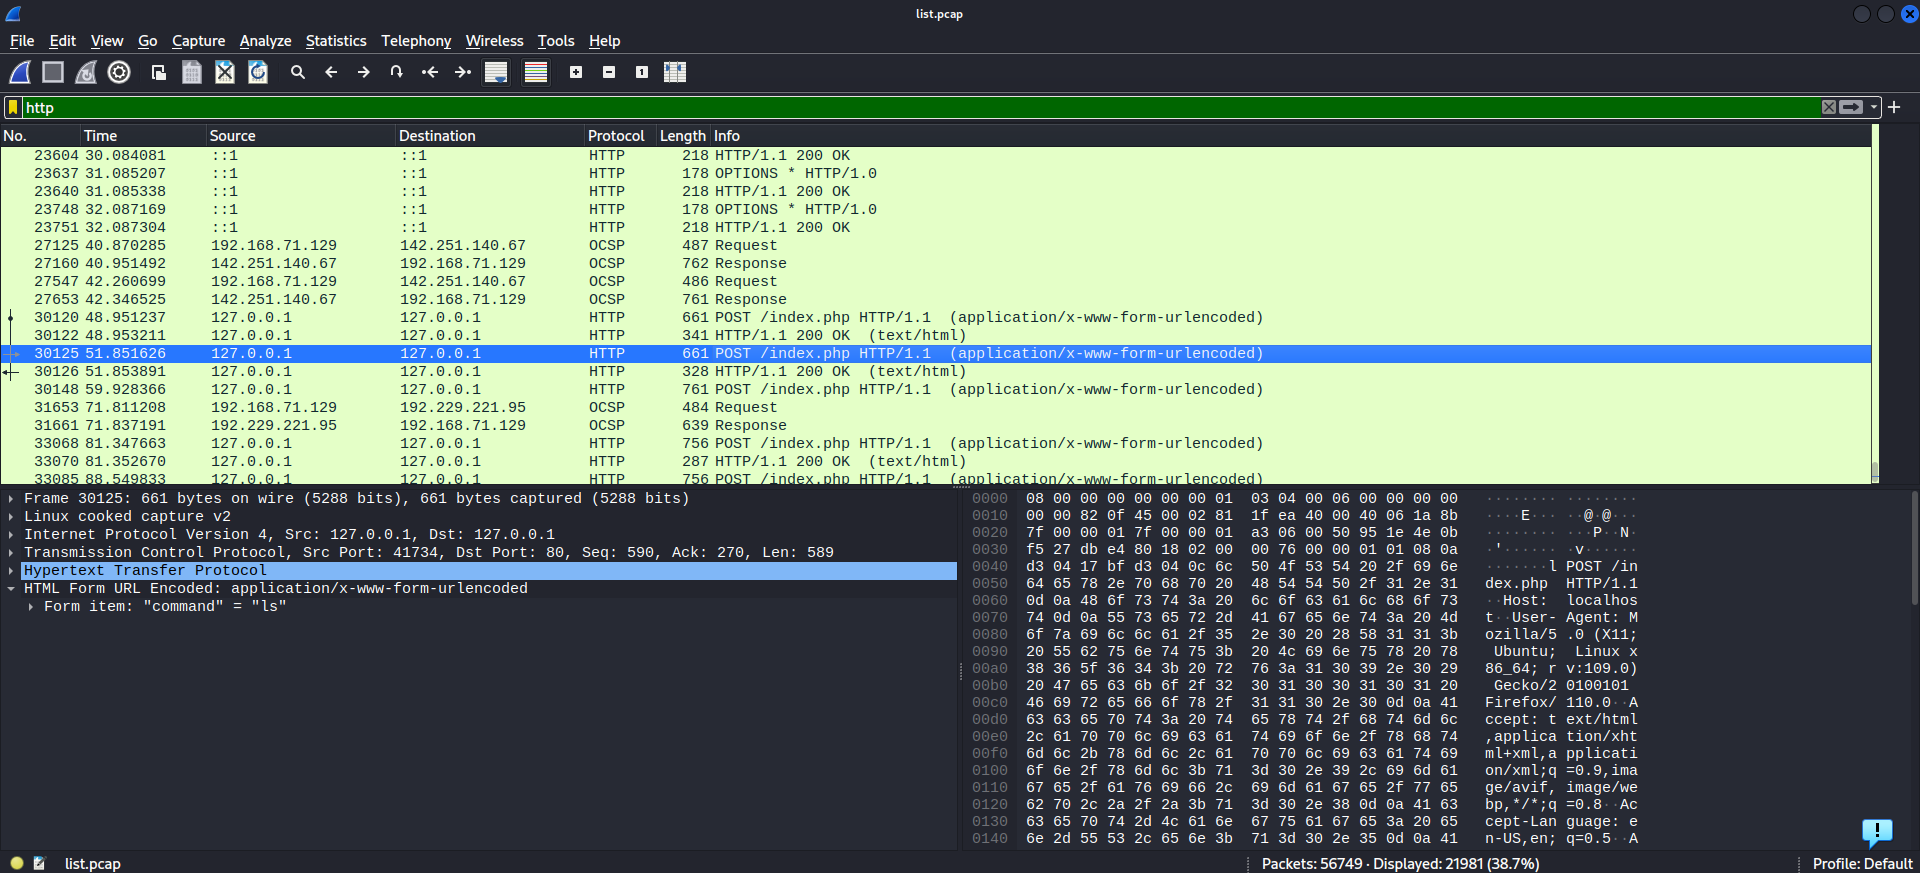 list.pcap
File Edit View Go Capture Analyze Statistics Telephony Wireless Tools Help
http
No. Time Source Destination Protocol Length Info
23604 30.084081 ::1 ::1 HTTP 218 HTTP/1.1 200 OK
23637 31.085207 ::1 ::1 HTTP 178 OPTIONS * HTTP/1.0
23640 31.085338 ::1 ::1 HTTP 218 HTTP/1.1 200 OK
23748 32.087169 ::1 ::1 HTTP 178 OPTIONS * HTTP/1.0
23751 32.087304 ::1 ::1 HTTP 218 HTTP/1.1 200 OK
27125 40.870285 192.168.71.129 142.251.140.67 OCSP 487 Request
27160 40.951492 142.251.140.67 192.168.71.129 OCSP 762 Response
27547 42.260699 192.168.71.129 142.251.140.67 OCSP 486 Request
27653 42.346525 142.251.140.67 192.168.71.129 OCSP 761 Response
30120 48.951237 127.0.0.1 127.0.0.1 HTTP 661 POST /index.php HTTP/1.1 (application/x-www-form-urlencoded)
30122 48.953211 127.0.0.1 127.0.0.1 HTTP 341 HTTP/1.1 200 OK (text/html)
30125 51.851626 127.0.0.1 127.0.0.1 HTTP 661 POST /index.php HTTP/1.1 (application/x-www-form-urlencoded)
30126 51.853891 127.0.0.1 127.0.0.1 HTTP 328 HTTP/1.1 200 OK (text/html)
30148 59.928366 127.0.0.1 127.0.0.1 HTTP 761 POST /index.php HTTP/1.1 (application/x-www-form-urlencoded)
31653 71.811208 192.168.71.129 192.229.221.95 OCSP 484 Request
31661 71.837191 192.229.221.95 192.168.71.129 OCSP 639 Response
33068 81.347663 127.0.0.1 127.0.0.1 HTTP 756 POST /index.php HTTP/1.1 (application/x-www-form-urlencoded)
33070 81.352670 127.0.0.1 127.0.0.1 HTTP 287 HTTP/1.1 200 OK (text/html)
33085 88.549833 127.0.0.1 127.0.0.1 HTTP 756 POST /index.php HTTP/1.1 (application/x-www-form-urlencoded)
Frame 30125: 661 bytes on wire (5288 bits), 661 bytes captured (5288 bits)
Linux cooked capture v2
Internet Protocol Version 4, Src: 127.0.0.1, Dst: 127.0.0.1
Transmission Control Protocol, Src Port: 41734, Dst Port: 80, Seq: 590, Ack: 270, Len: 589
Hypertext Transfer Protocol
HTML Form URL Encoded: application/x-www-form-urlencoded
Form item: "command" = "ls"
0000 08 00 00 00 00 00 00 01 03 04 00 06 00 00 00 00 ········ ········
0010 00 00 82 0f 45 00 02 81 1f ea 40 00 40 06 1a 8b ····E··· ··@·@···
0020 7f 00 00 01 7f 00 00 01 a3 06 00 50 95 1e 4e 0b ········ ···P··N·
0030 f5 27 db e4 80 18 02 00 00 76 00 00 01 01 08 0a ·'······ ·v······
0040 d3 04 17 bf d3 04 0c 6c 50 4f 53 54 20 2f 69 6e ·······l POST /in
0050 64 65 78 2e 70 68 70 20 48 54 54 50 2f 31 2e 31 dex.php HTTP/1.1
0060 0d 0a 48 6f 73 74 3a 20 6c 6f 63 61 6c 68 6f 73 ··Host: localhos
0070 74 0d 0a 55 73 65 72 2d 41 67 65 6e 74 3a 20 4d t··User- Agent: M
0080 6f 7a 69 6c 6c 61 2f 35 2e 30 20 28 58 31 31 3b ozilla/5 .0 (X11;
0090 20 55 62 75 6e 74 75 3b 20 4c 69 6e 75 78 20 78 Ubuntu; Linux x
00a0 38 36 5f 36 34 3b 20 72 76 3a 31 30 39 2e 30 29 86_64; r v:109.0)
00b0 20 47 65 63 6b 6f 2f 32 30 31 30 30 31 30 31 20 Gecko/2 0100101
00c0 46 69 72 65 66 6f 78 2f 31 31 30 2e 30 0d 0a 41 Firefox/ 110.0··A
00d0 63 63 65 70 74 3a 20 74 65 78 74 2f 68 74 6d 6c ccept: t ext/html
00e0 2c 61 70 70 6c 69 63 61 74 69 6f 6e 2f 78 68 74 ,applica tion/xht
00f0 6d 6c 2b 78 6d 6c 2c 61 70 70 6c 69 63 61 74 69 ml+xml,a pplicati
0100 6f 6e 2f 78 6d 6c 3b 71 3d 30 2e 39 2c 69 6d 61 on/xml;q =0.9,ima
0110 67 65 2f 61 76 69 66 2c 69 6d 61 67 65 2f 77 65 ge/avif, image/we
0120 62 70 2c 2a 2f 2a 3b 71 3d 30 2e 38 0d 0a 41 63 bp,*/*;q =0.8··Ac
0130 63 65 70 74 2d 4c 61 6e 67 75 61 67 65 3a 20 65 cept-Lan guage: e
0140 6e 2d 55 53 2c 65 6e 3b 71 3d 30 2e 35 0d 0a 41 n-US,en; q=0.5··A
list.pcap Packets: 56749 · Displayed: 21981 (38.7%) Profile: Default